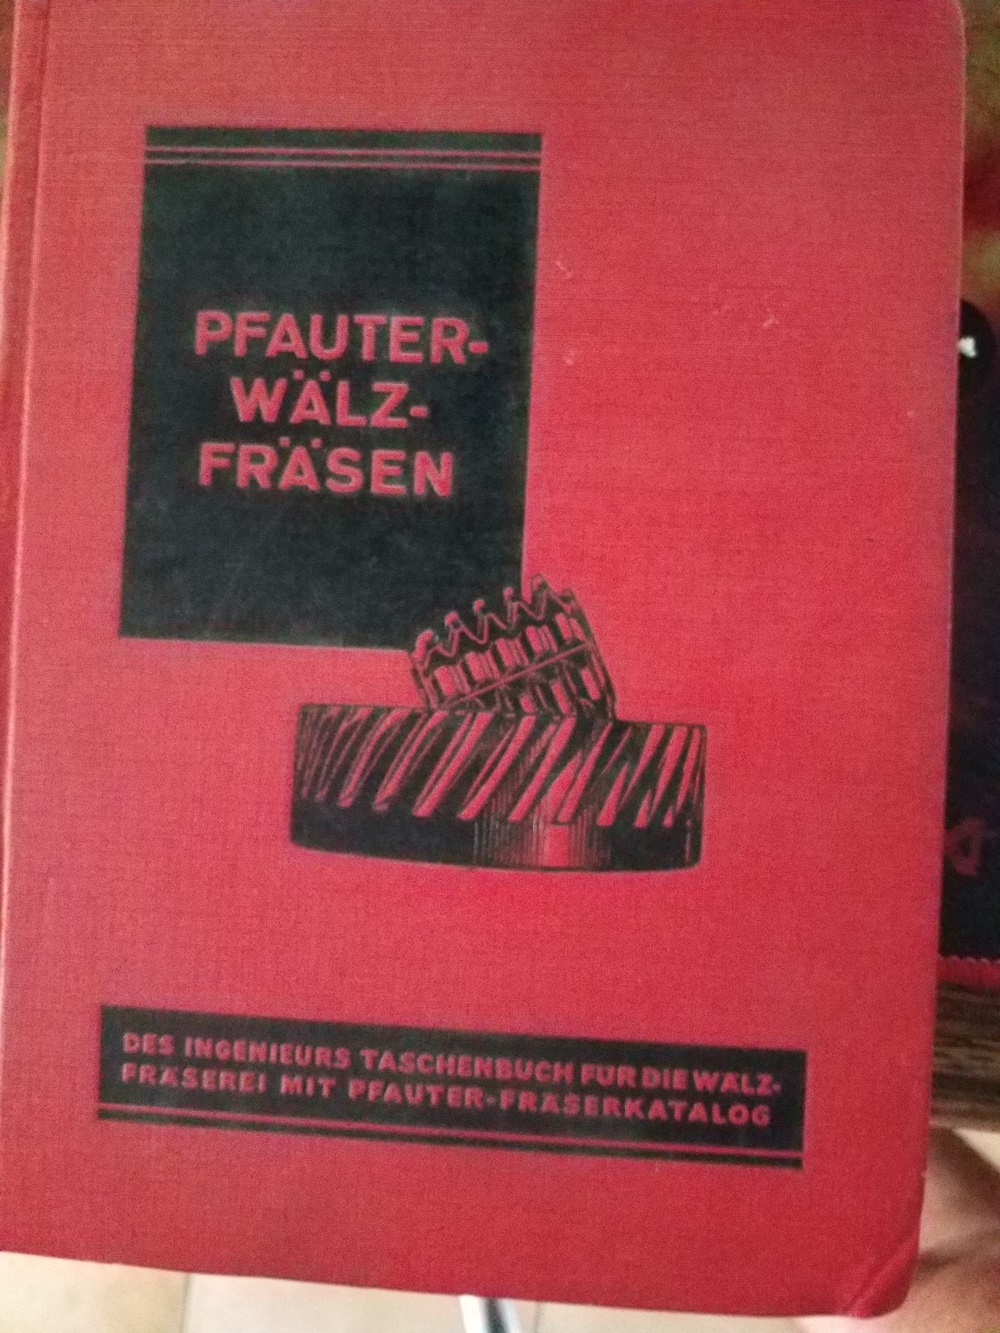 PFAUTER-
WÄLZ-
FRÄSEN
DES INGENIEURS TASCHENBUCH FÜR DIE WÄLZ-
FRÄSEREI MIT PFAUTER-FRÄSERKATALOG